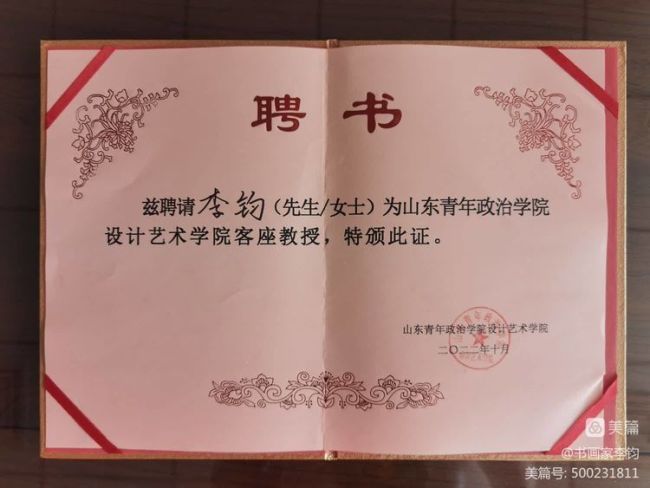 聘书
兹聘请李钧（先生/女士）为山东青年政治学院
设计艺术学院客座教授，特颁此证。
山东青年政治学院设计艺术学院
二〇二二年十月
美篇
@书画家李钧
美篇号: 500231811